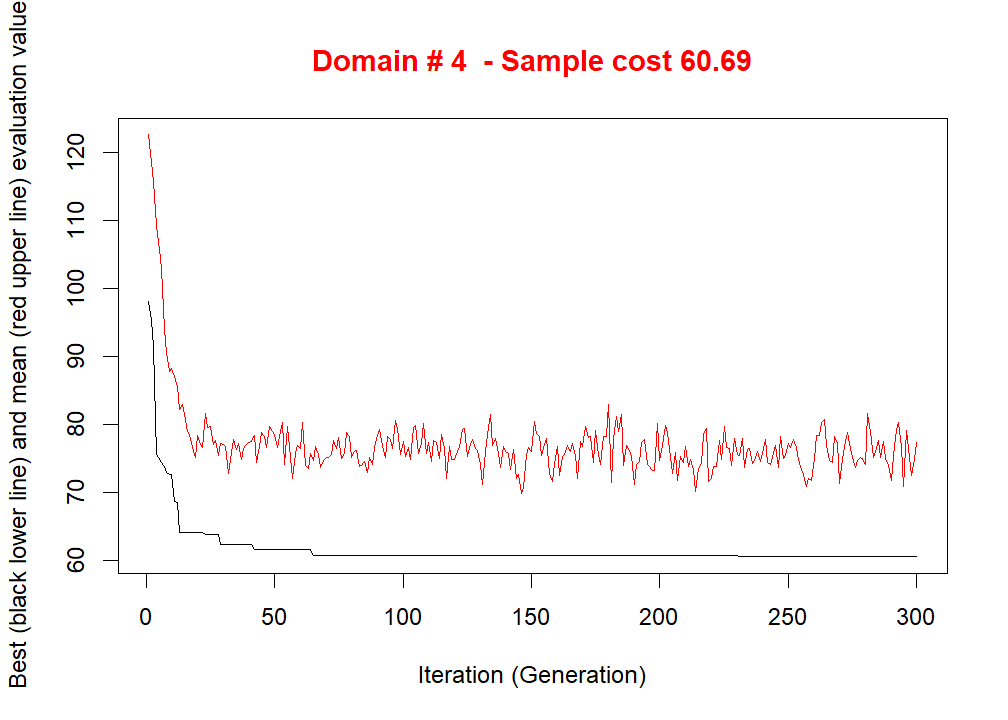 Domain # 4 - Sample cost 60.69
Best (black lower line) and mean (red upper line) evaluation value
120
110
100
90
80
70
60
0 50 100 150 200 250 300
Iteration (Generation)